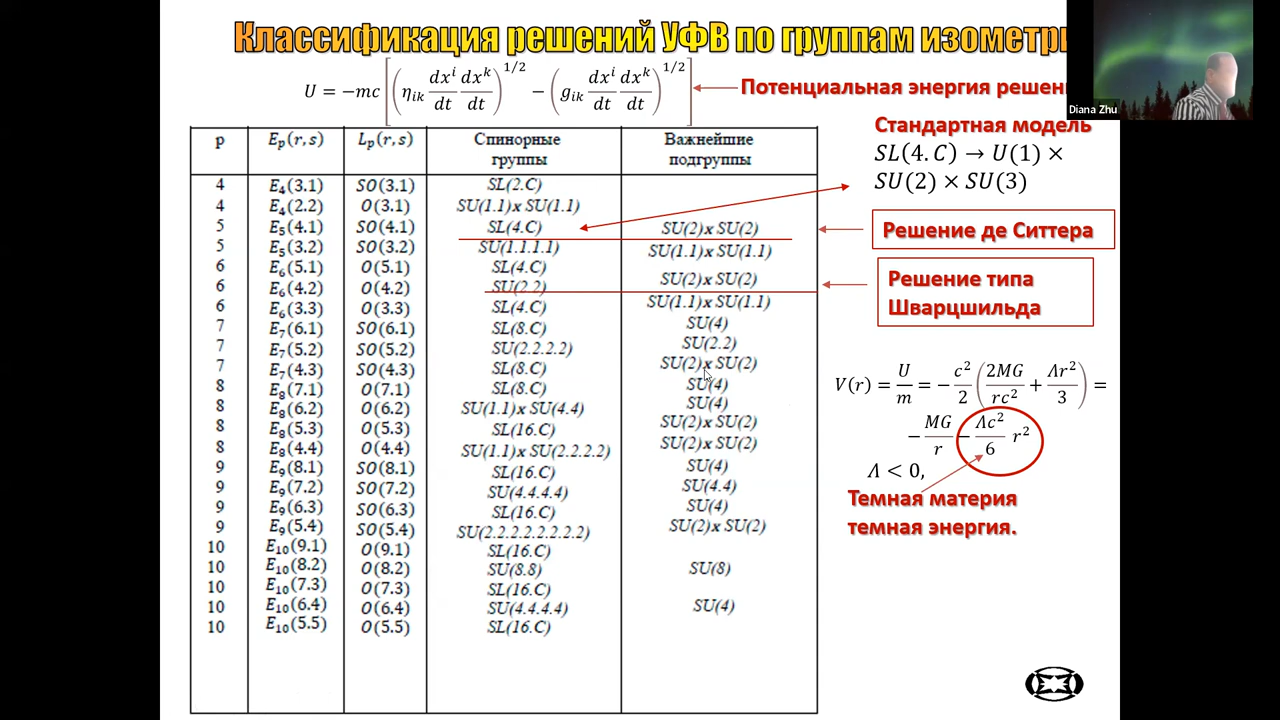 Классификация решений УФВ по группам изометри
U = −mc [(η_ik dx^i/dt dx^k/dt)^1/2 − (g_ik dx^i/dt dx^k/dt)^1/2]
Потенциальная энергия решен
Diana Zhu
p E_p(r,s) L_p(r,s) Спинорные группы Важнейшие подгруппы
4 E_4(3.1) SO(3.1) SL(2.C)
4 E_4(2.2) O(3.1) SU(1.1)x SU(1.1)
5 E_5(4.1) SO(4.1) SL(4.C) SU(2)x SU(2)
5 E_5(3.2) SO(3.2) SU(1.1.1.1) SU(1.1)x SU(1.1)
6 E_6(5.1) O(5.1) SL(4.C)
6 E_6(4.2) O(4.2) SU(2.2) SU(2)x SU(2)
6 E_6(3.3) O(3.3) SL(4.C) SU(1.1)x SU(1.1)
7 E_7(6.1) SO(6.1) SL(8.C) SU(4)
7 E_7(5.2) SO(5.2) SU(2.2.2.2) SU(2.2)
7 E_7(4.3) SO(4.3) SL(8.C) SU(2)x SU(2)
8 E_8(7.1) O(7.1) SL(8.C) SU(4)
8 E_8(6.2) O(6.2) SU(1.1)x SU(4.4) SU(4)
8 E_8(5.3) O(5.3) SL(16.C) SU(2)x SU(2)
8 E_8(4.4) O(4.4) SU(1.1)x SU(2.2.2.2) SU(2)x SU(2)
9 E_9(8.1) SO(8.1) SL(16.C) SU(4)
9 E_9(7.2) SO(7.2) SU(4.4.4.4) SU(4.4)
9 E_9(6.3) SO(6.3) SL(16.C) SU(4)
9 E_9(5.4) SO(5.4) SU(2.2.2.2.2.2.2.2) SU(2)x SU(2)
10 E_10(9.1) O(9.1) SL(16.C)
10 E_10(8.2) O(8.2) SU(8.8) SU(8)
10 E_10(7.3) O(7.3) SL(16.C)
10 E_10(6.4) O(6.4) SU(4.4.4.4) SU(4)
10 E_10(5.5) O(5.5) SL(16.C)
Стандартная модель
SL(4.C) → U(1) ×
SU(2) × SU(3)
Решение де Ситтера
Решение типа
Шварцшильда
V(r) = U/m = − c²/2 (2MG/rc² + Λr²/3) =
− MG/r − Λc²/6 r²
Λ < 0,
Темная материя
темная энергия.